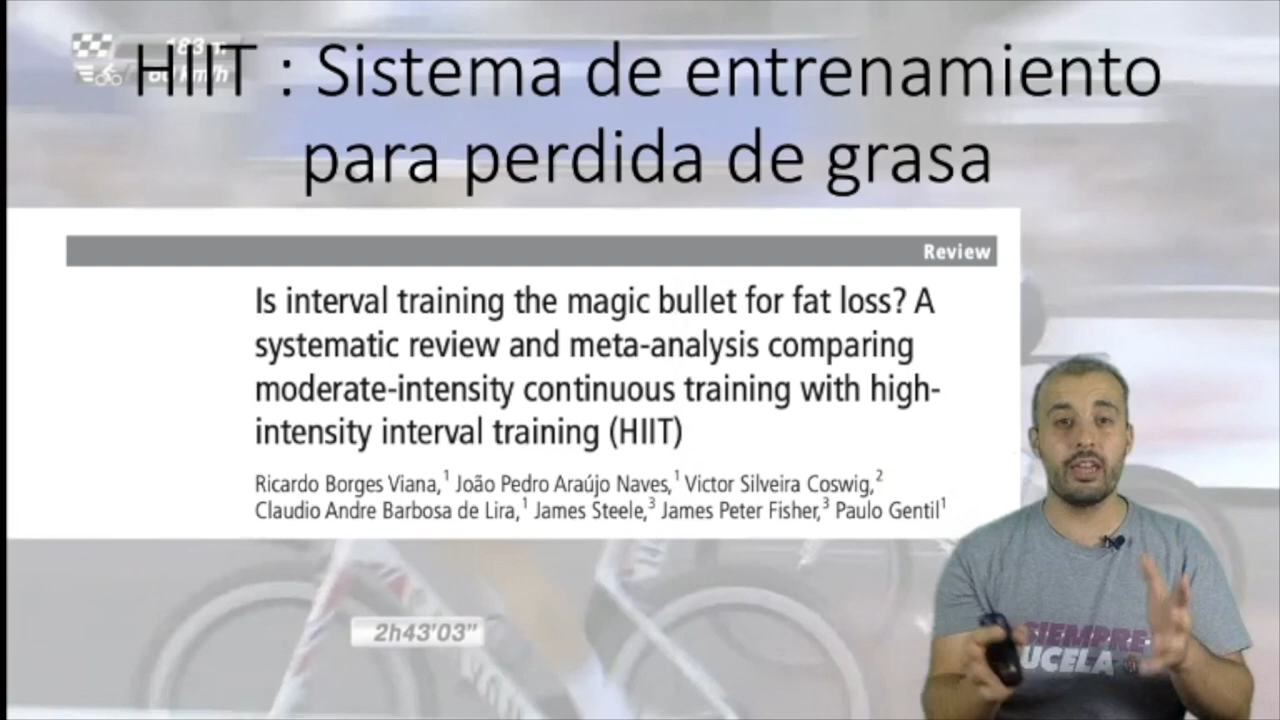 HIIT : Sistema de entrenamiento
para perdida de grasa
Review
Is interval training the magic bullet for fat loss? A
systematic review and meta-analysis comparing
moderate-intensity continuous training with high-
intensity interval training (HIIT)
Ricardo Borges Viana,1 João Pedro Araújo Naves,1 Victor Silveira Coswig,2
Claudio Andre Barbosa de Lira,1 James Steele,3 James Peter Fisher,3 Paulo Gentil1
2h43'03"
SIEMPRE
UCELA